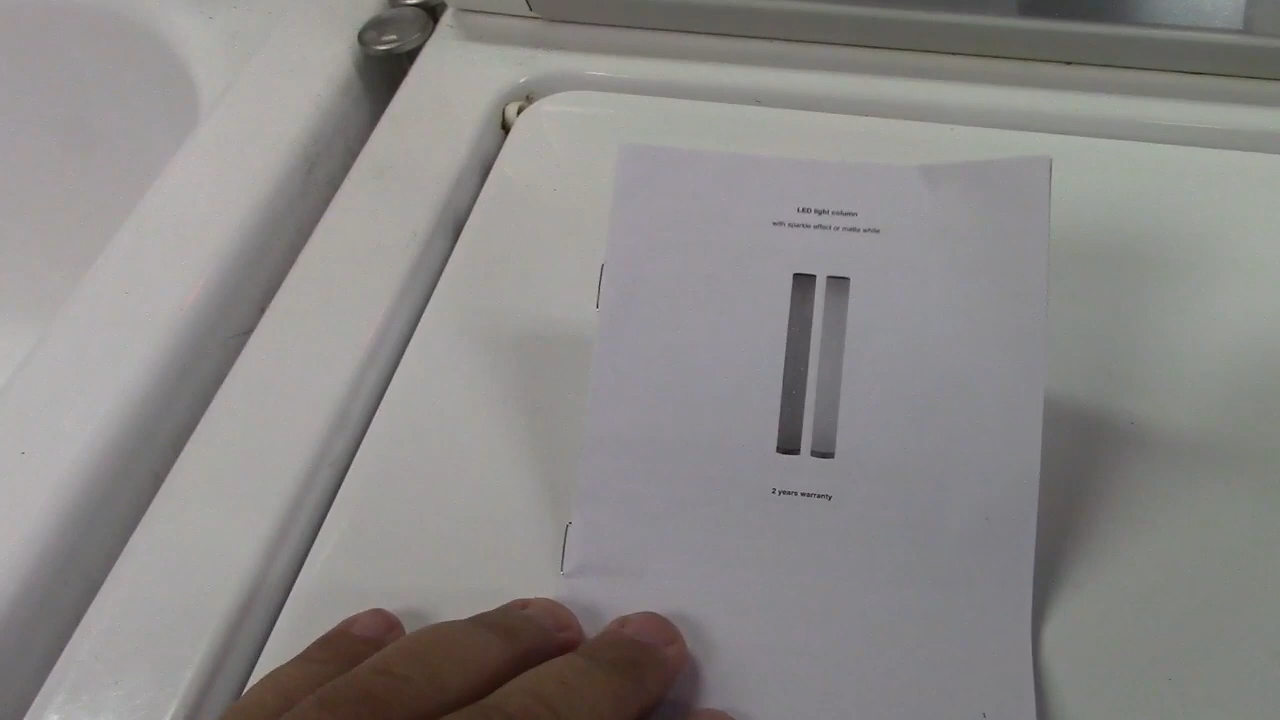 LED light column
with sparkle effect or matte white
2 years warranty